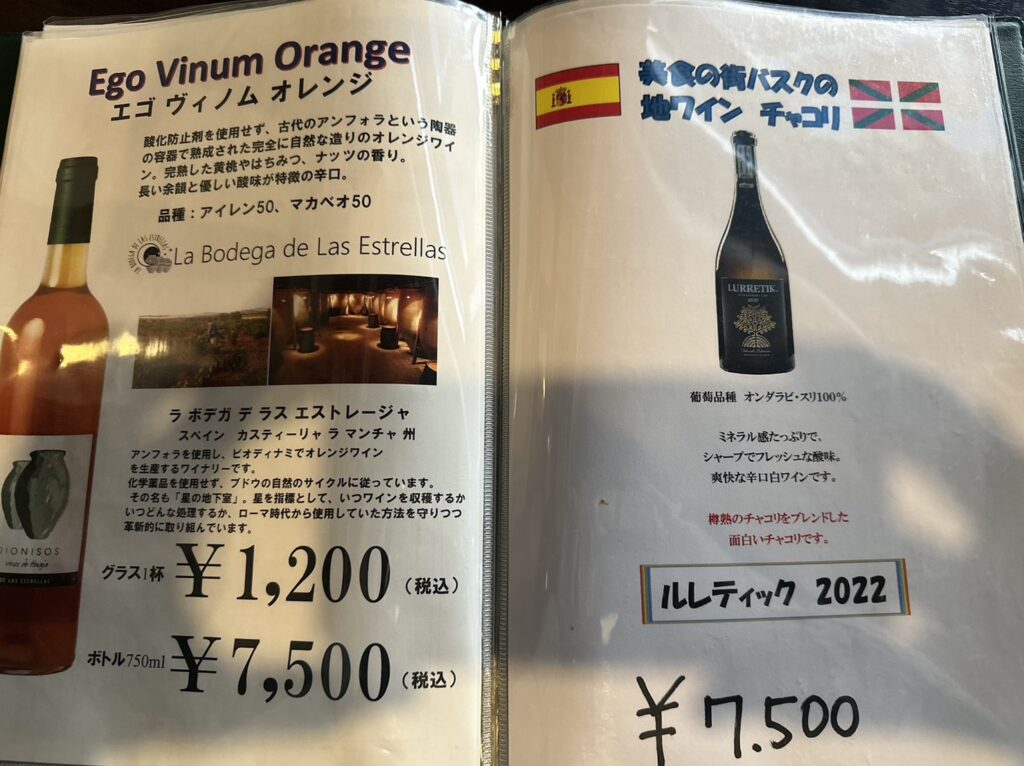 Ego Vinum Orange
エゴ ヴィノム オレンジ
酸化防止剤を使用せず、古代のアンフォラという陶器
の容器で熟成された完全に自然な造りのオレンジワイ
ン。完熟した黄桃やはちみつ、ナッツの香り。
長い余韻と優しい酸味が特徴の辛口。
品種：アイレン50、マカベオ50
LA BODEGA DE LAS ESTRELLAS
La Bodega de Las Estrellas
ラ ボデガ デ ラス エストレージャ
スペイン カスティーリャ ラ マンチャ 州
アンフォラを使用し、ビオディナミでオレンジワイン
を生産するワイナリーです。
化学薬品を使用せず、ブドウの自然のサイクルに従っています。
その名も「星の地下室」。星を指標として、いつワインを収穫するか
いつどんな処理するか、ローマ時代から使用していた方法を守りつつ
革新的に取り組んでいます。
DIONISOS
DE LAS ESTRELLAS
グラス1杯 ¥1,200（税込）
ボトル750ml ¥7,500（税込）
美食の街バスクの
地ワイン チャコリ
LURRETIK
葡萄品種 オンダラビ・スリ100%
ミネラル感たっぷりで、
シャープでフレッシュな酸味。
爽快な辛口白ワインです。
樽熟のチャコリをブレンドした
面白いチャコリです。
ルレティック 2022
¥7.500